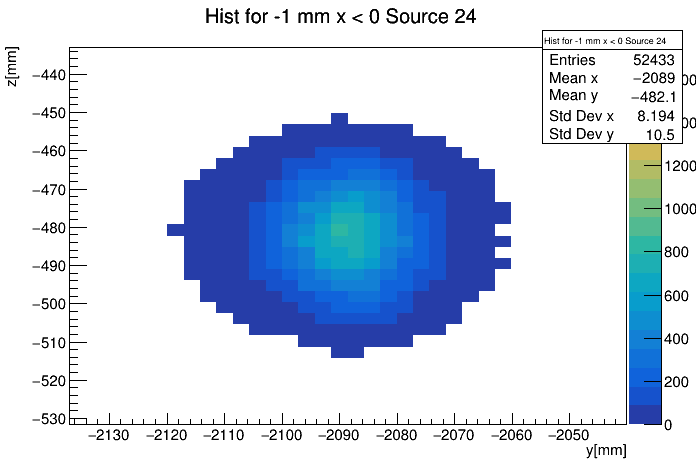 Hist for -1 mm x < 0 Source 24
Hist for -1 mm x < 0 Source 24
Entries 52433
Mean x −2089
Mean y −482.1
Std Dev x 8.194
Std Dev y 10.5
z[mm]
−440
−450
−460
−470
−480
−490
−500
−510
−520
−530
−2130 −2120 −2110 −2100 −2090 −2080 −2070 −2060 −2050
y[mm]
1200
1000
800
600
400
200
0